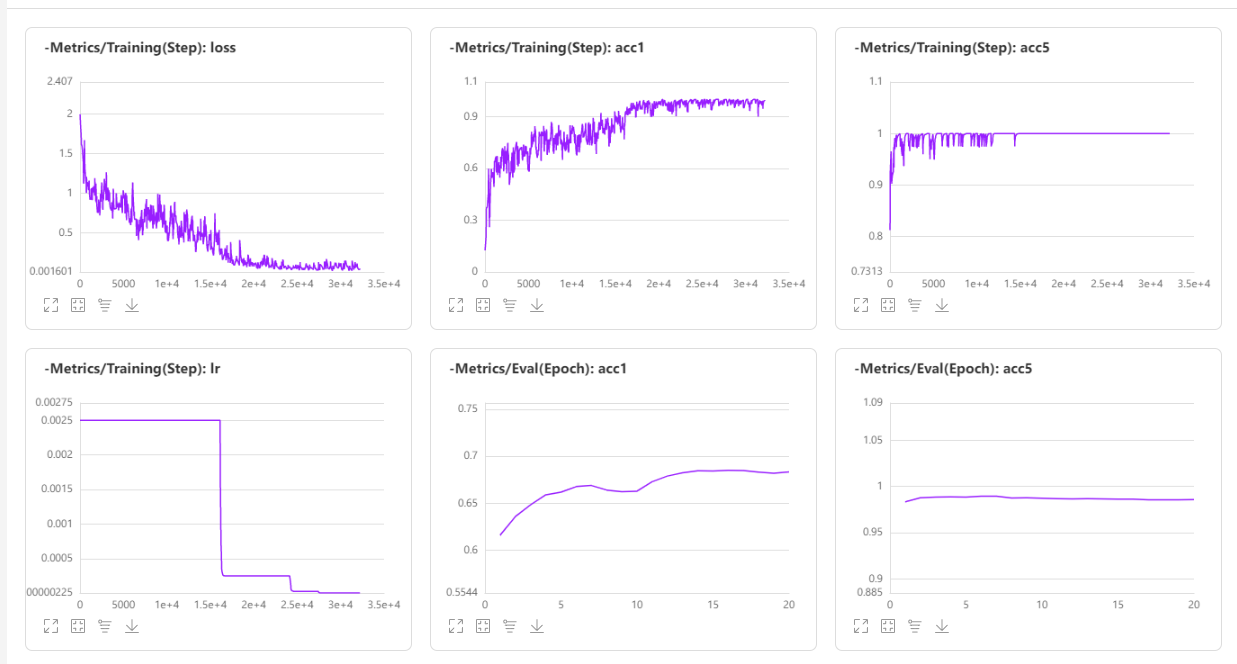 -Metrics/Training(Step): loss
2.407
2
1.5
1
0.5
0.001601
0 5000 1e+4 1.5e+4 2e+4 2.5e+4 3e+4 3.5e+4
-Metrics/Training(Step): acc1
1.1
0.9
0.6
0.3
0
0 5000 1e+4 1.5e+4 2e+4 2.5e+4 3e+4 3.5e+4
-Metrics/Training(Step): acc5
1.1
1
0.9
0.8
0.7313
0 5000 1e+4 1.5e+4 2e+4 2.5e+4 3e+4 3.5e+4
-Metrics/Training(Step): lr
0.00275
0.0025
0.002
0.0015
0.001
0.0005
00000225
0 5000 1e+4 1.5e+4 2e+4 2.5e+4 3e+4 3.5e+4
-Metrics/Eval(Epoch): acc1
0.75
0.7
0.65
0.6
0.5544
0 5 10 15 20
-Metrics/Eval(Epoch): acc5
1.09
1.05
1
0.95
0.9
0.885
0 5 10 15 20